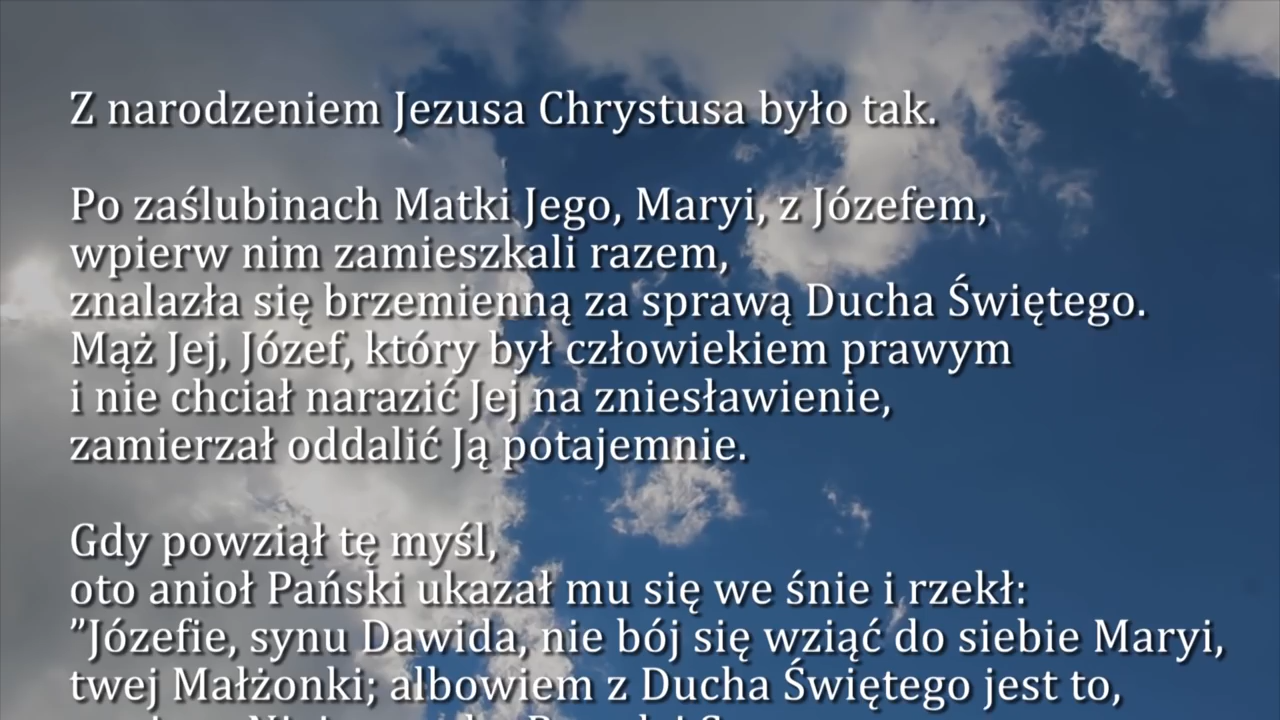 Z narodzeniem Jezusa Chrystusa było tak.
Po zaślubinach Matki Jego, Maryi, z Józefem,
wpierw nim zamieszkali razem,
znalazła się brzemienną za sprawą Ducha Świętego.
Mąż Jej, Józef, który był człowiekiem prawym
i nie chciał narazić Jej na zniesławienie,
zamierzał oddalić Ją potajemnie.
Gdy powziął tę myśl,
oto anioł Pański ukazał mu się we śnie i rzekł:
”Józefie, synu Dawida, nie bój się wziąć do siebie Maryi,
twej Małżonki; albowiem z Ducha Świętego jest to,